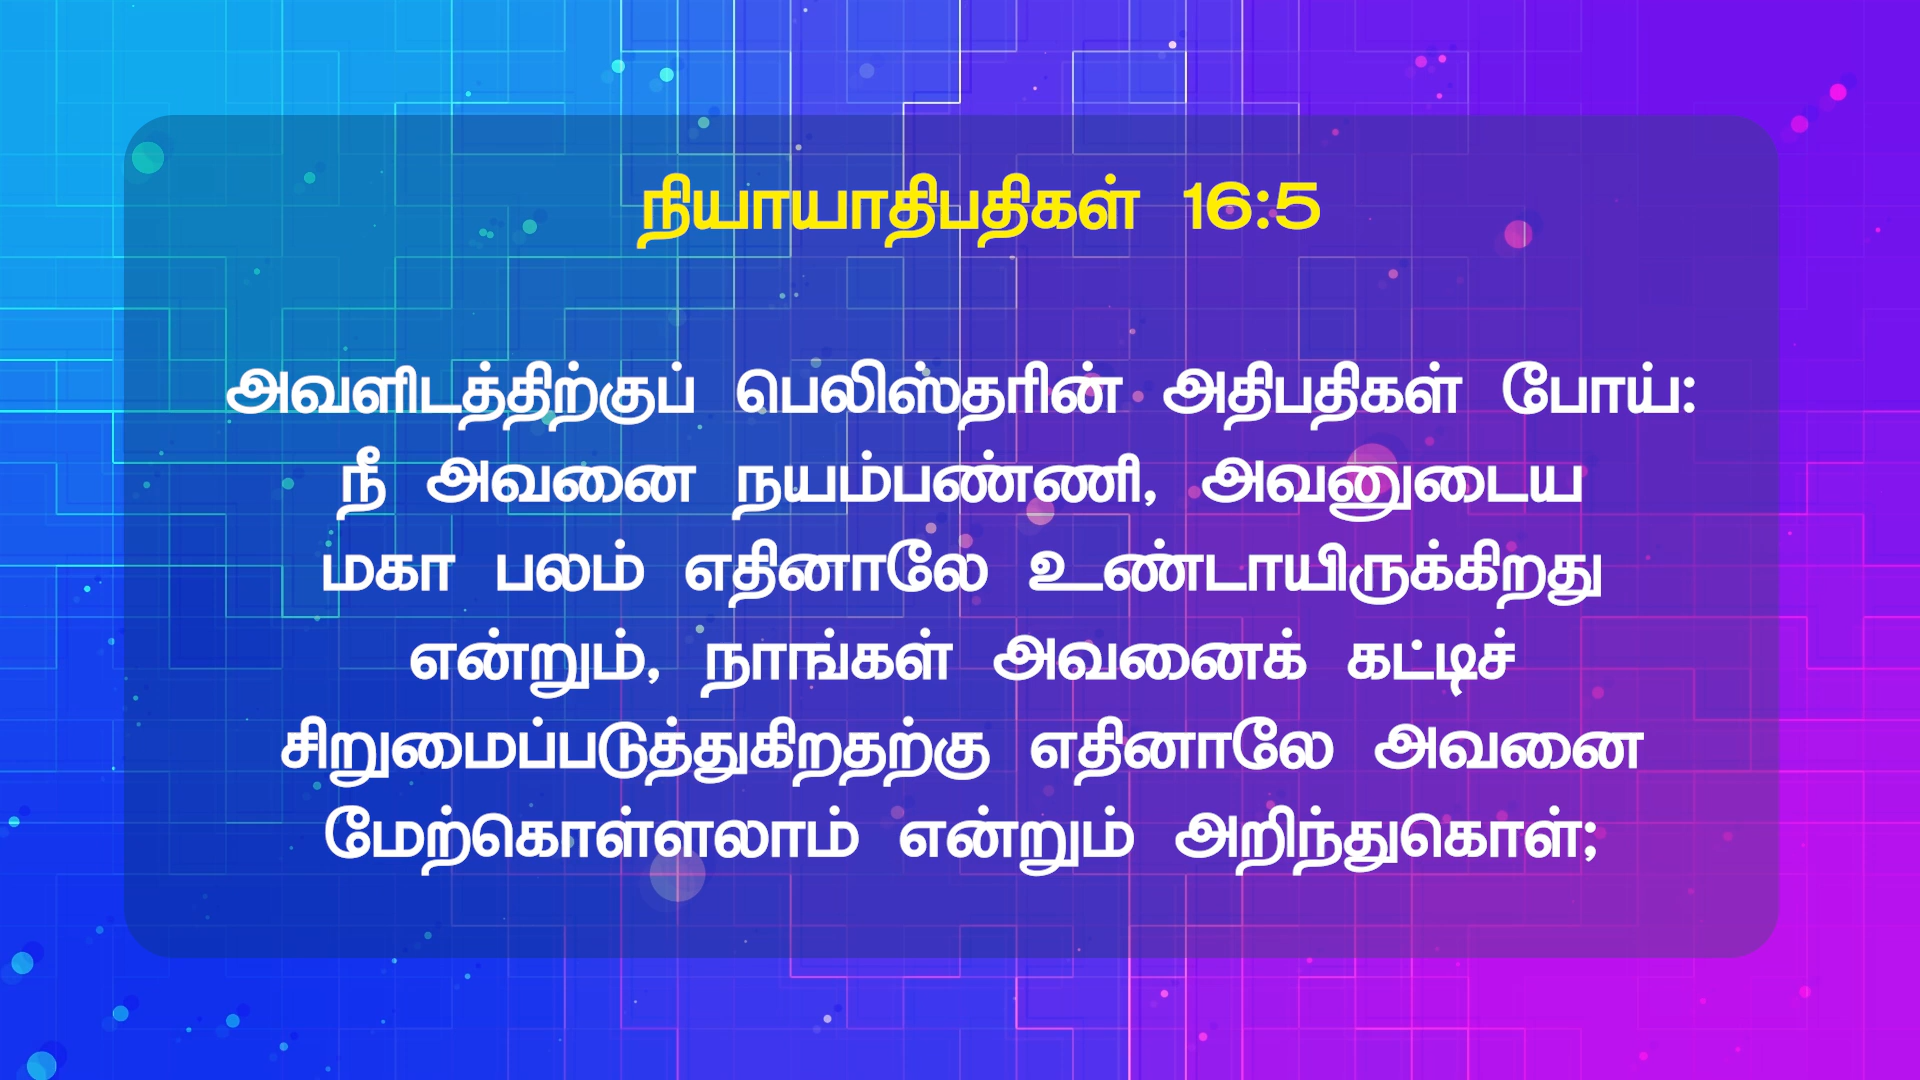 நியாயாதிபதிகள் 16:5
அவளிடத்திற்குப் பெலிஸ்தரின் அதிபதிகள் போய்:
நீ அவனை நயம்பண்ணி, அவனுடைய
மகா பலம் எதினாலே உண்டாயிருக்கிறது
என்றும், நாங்கள் அவனைக் கட்டிச்
சிறுமைப்படுத்துகிறதற்கு எதினாலே அவனை
மேற்கொள்ளலாம் என்றும் அறிந்துகொள்;